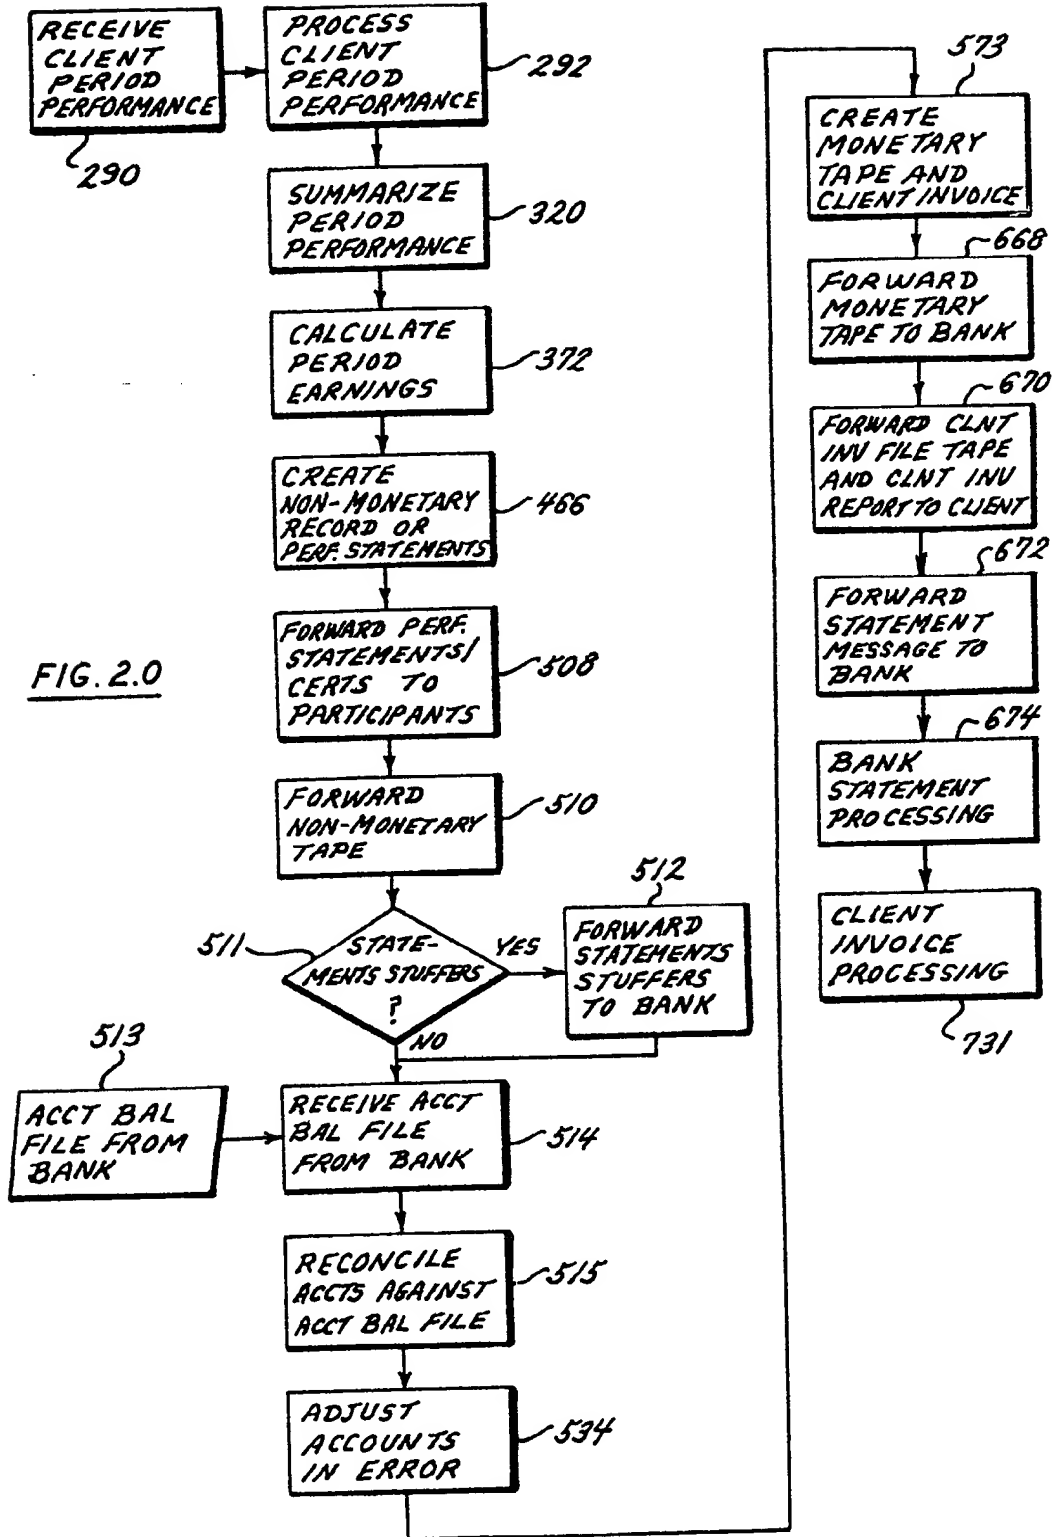 RECEIVE
CLIENT
PERIOD
PERFORMANCE
290
PROCESS
CLIENT
PERIOD
PERFORMANCE
292
SUMMARIZE
PERIOD
PERFORMANCE
320
CALCULATE
PERIOD
EARNINGS
372
CREATE
NON-MONETARY
RECORD OR
PERF. STATEMENTS
466
FORWARD PERF.
STATEMENTS/
CERTS TO
PARTICIPANTS
508
FIG. 2.0
FORWARD
NON-MONETARY
TAPE
510
511
STATE-
MENTS STUFFERS
?
YES
NO
512
FORWARD
STATEMENTS
STUFFERS
TO BANK
513
ACCT BAL
FILE FROM
BANK
RECEIVE ACCT
BAL FILE
FROM BANK
514
RECONCILE
ACCTS AGAINST
ACCT BAL FILE
515
ADJUST
ACCOUNTS
IN ERROR
534
573
CREATE
MONETARY
TAPE AND
CLIENT INVOICE
668
FORWARD
MONETARY
TAPE TO BANK
670
FORWARD CLNT
INV FILE TAPE
AND CLNT INV
REPORT TO CLIENT
672
FORWARD
STATEMENT
MESSAGE TO
BANK
674
BANK
STATEMENT
PROCESSING
CLIENT
INVOICE
PROCESSING
731